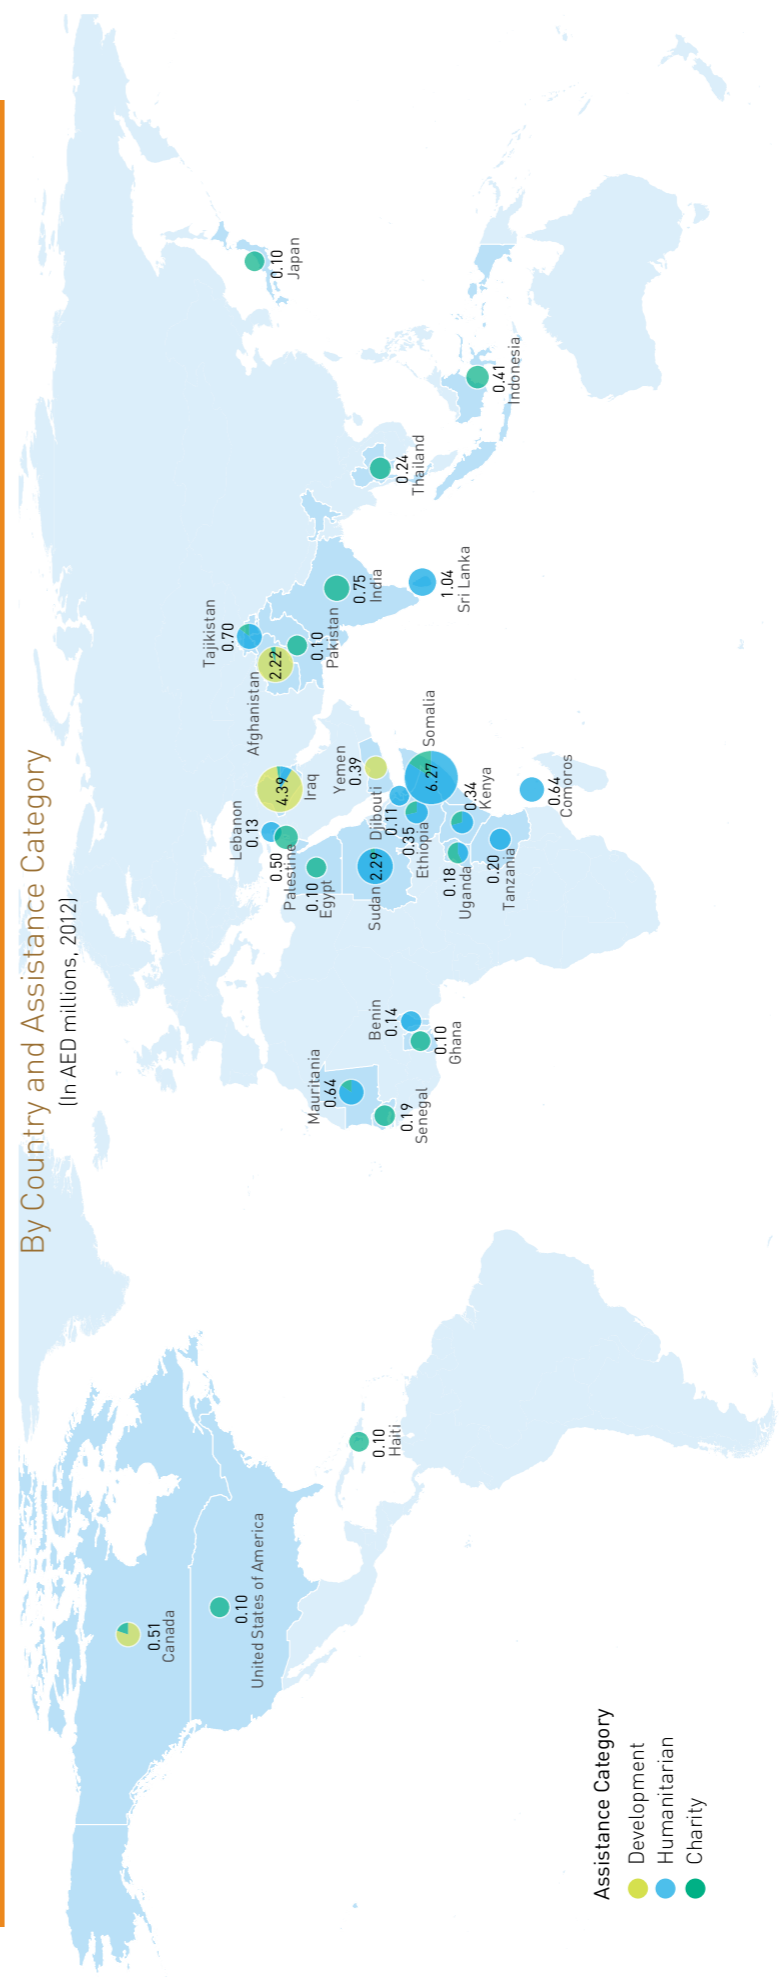 By Country and Assistance Category
(In AED millions, 2012)
0.51
Canada
0.10
United States of America
0.10
Haiti
Mauritania
0.64
0.19
Senegal
Benin
0.14
0.10
Ghana
Lebanon
0.13
0.50
Palestine
0.10
Egypt
Sudan 2.29
4.39
Iraq
Yemen
0.39
Djibouti
0.11
0.35
Ethiopia
6.27
Somalia
0.34
Kenya
0.18
Uganda
0.20
Tanzania
0.64
Comoros
Tajikistan
0.70
Afghanistan
2.22
0.10
Pakistan
0.75
India
1.04
Sri Lanka
0.24
Thailand
0.41
Indonesia
0.10
Japan
Assistance Category
Development
Humanitarian
Charity